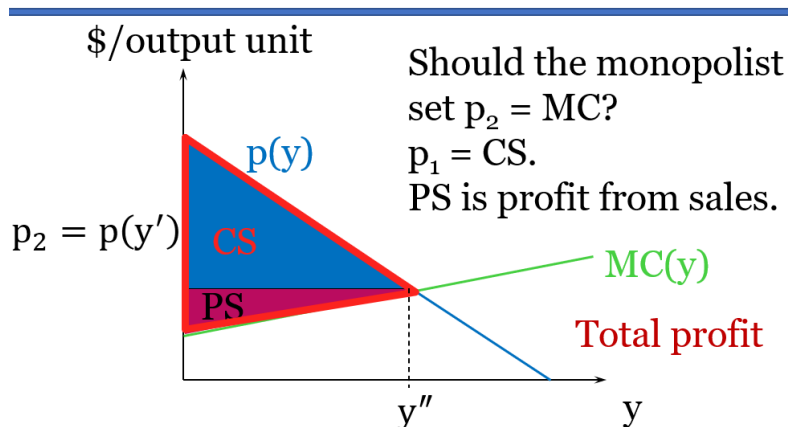 $/output unit
Should the monopolist
set p₂ = MC?
p₁ = CS.
PS is profit from sales.
p(y)
p₂ = p(y′)
CS
MC(y)
PS
Total profit
y″
y